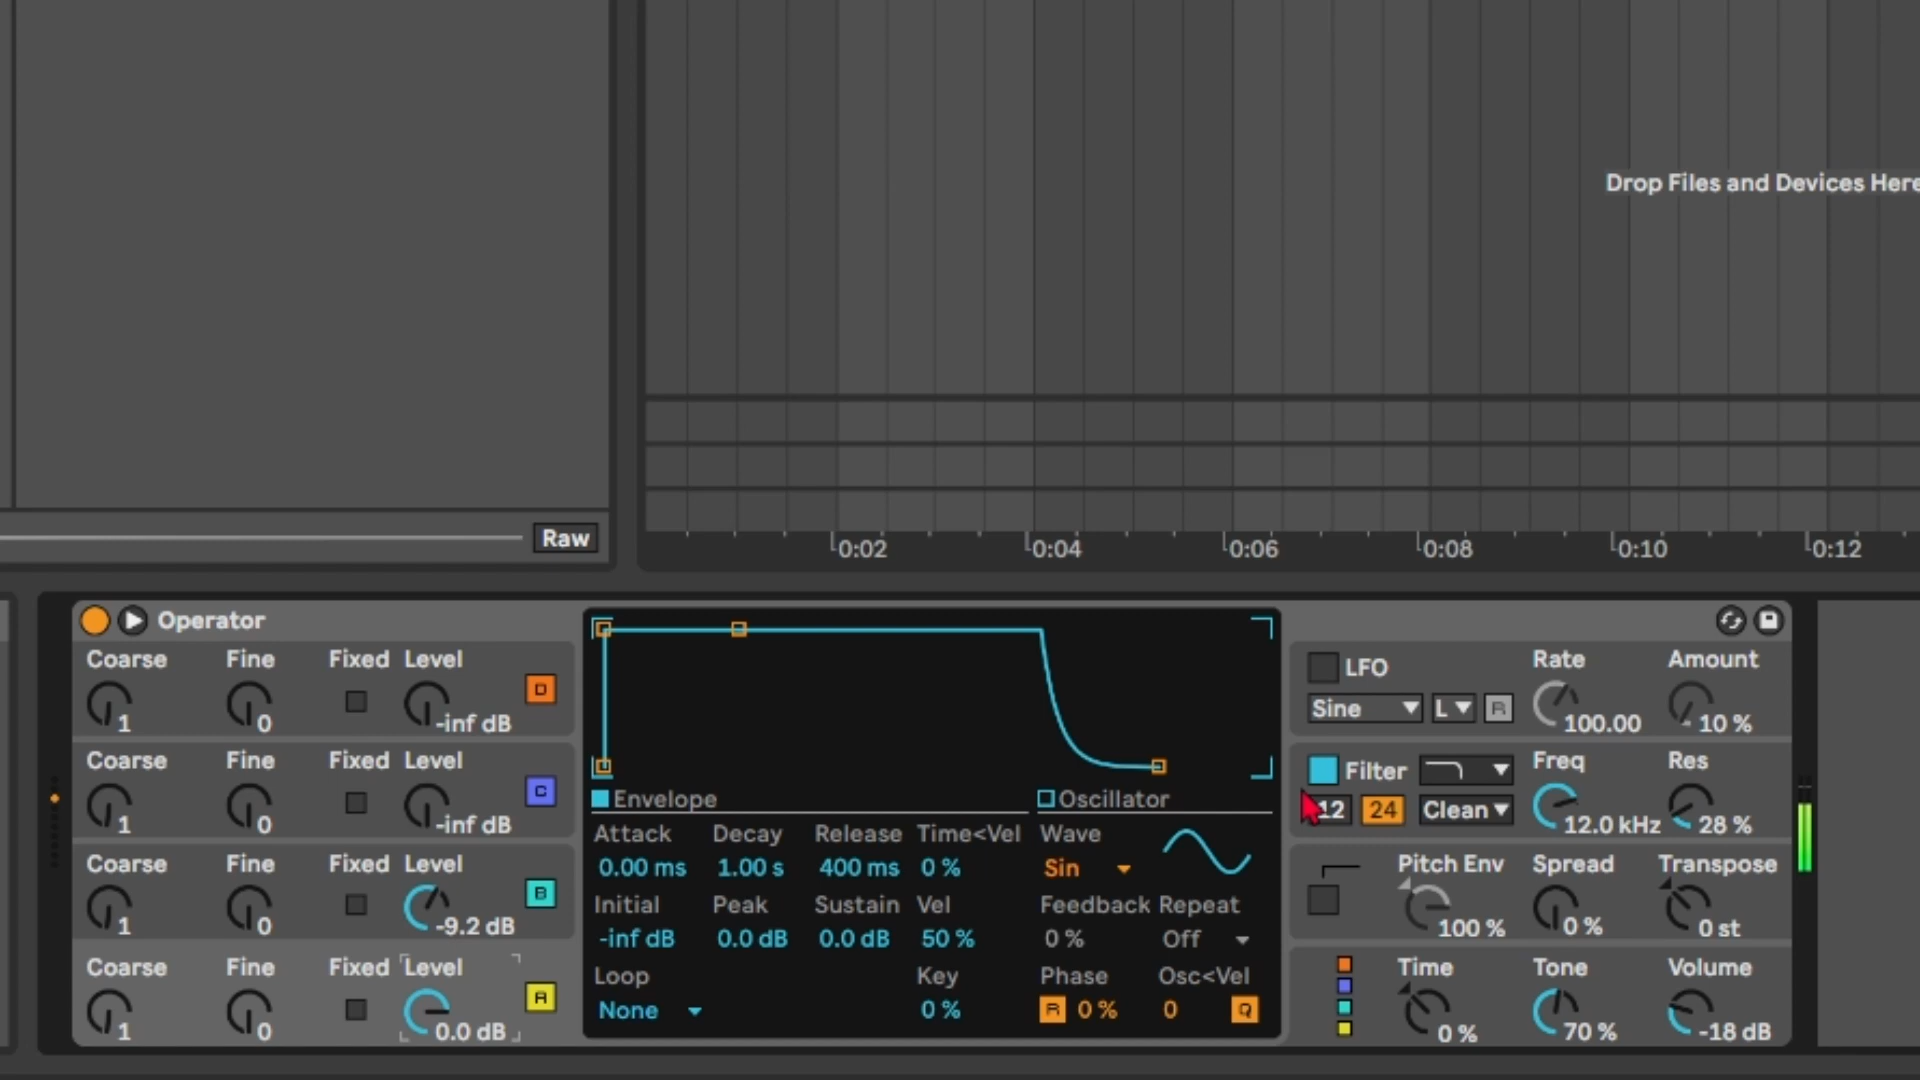 Drop Files and Devices Here
Raw
0:02 0:04 0:06 0:08 0:10 0:12
Operator
Coarse Fine Fixed Level
1 0 -inf dB D
Coarse Fine Fixed Level
1 0 -inf dB C
Coarse Fine Fixed Level
1 0 -9.2 dB B
Coarse Fine Fixed Level
1 0 0.0 dB A
Envelope Oscillator
Attack Decay Release Time<Vel Wave
0.00 ms 1.00 s 400 ms 0 % Sin
Initial Peak Sustain Vel Feedback Repeat
-inf dB 0.0 dB 0.0 dB 50 % 0 % Off
Loop Key Phase Osc<Vel
None 0 % R 0 % 0 Q
LFO Rate Amount
Sine L R 100.00 10 %
Filter Freq Res
12 24 Clean 12.0 kHz 28 %
Pitch Env Spread Transpose
100 % 0 % 0 st
Time Tone Volume
0 % 70 % -18 dB